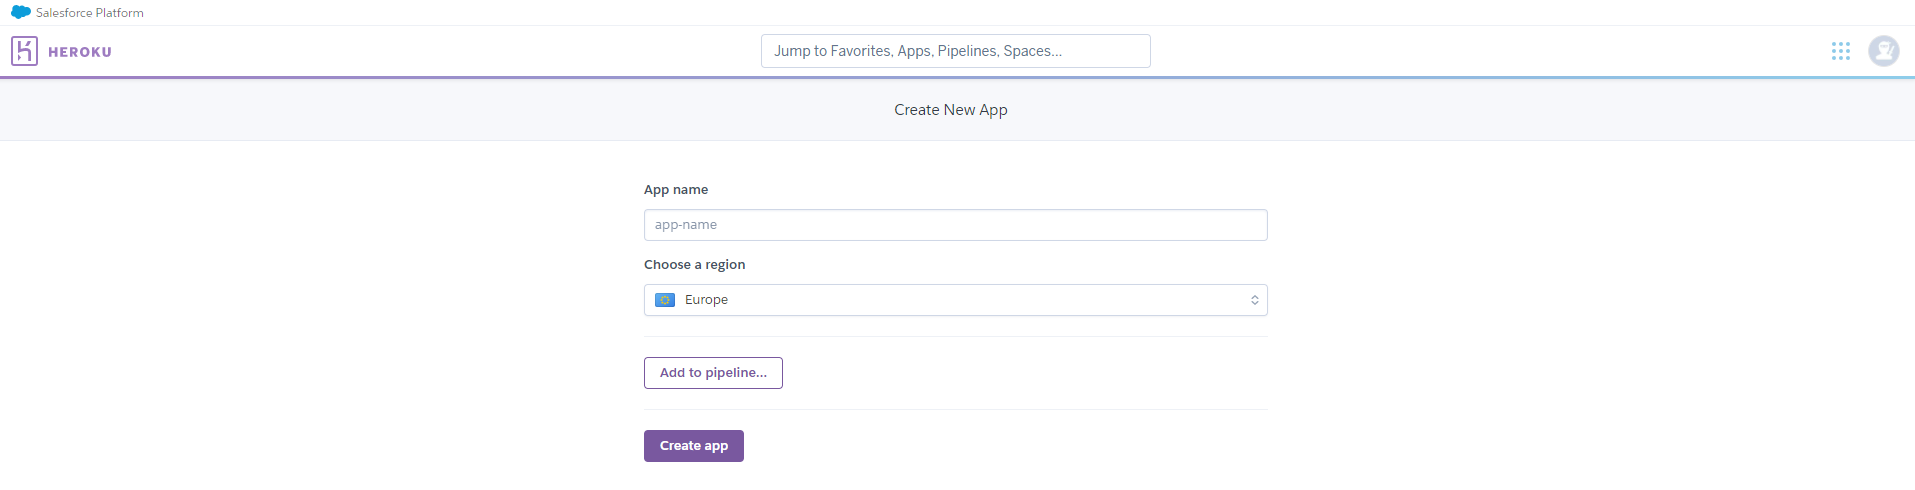 Salesforce Platform
HEROKU
Jump to Favorites, Apps, Pipelines, Spaces...
Create New App
App name
app-name
Choose a region
Europe
Add to pipeline...
Create app